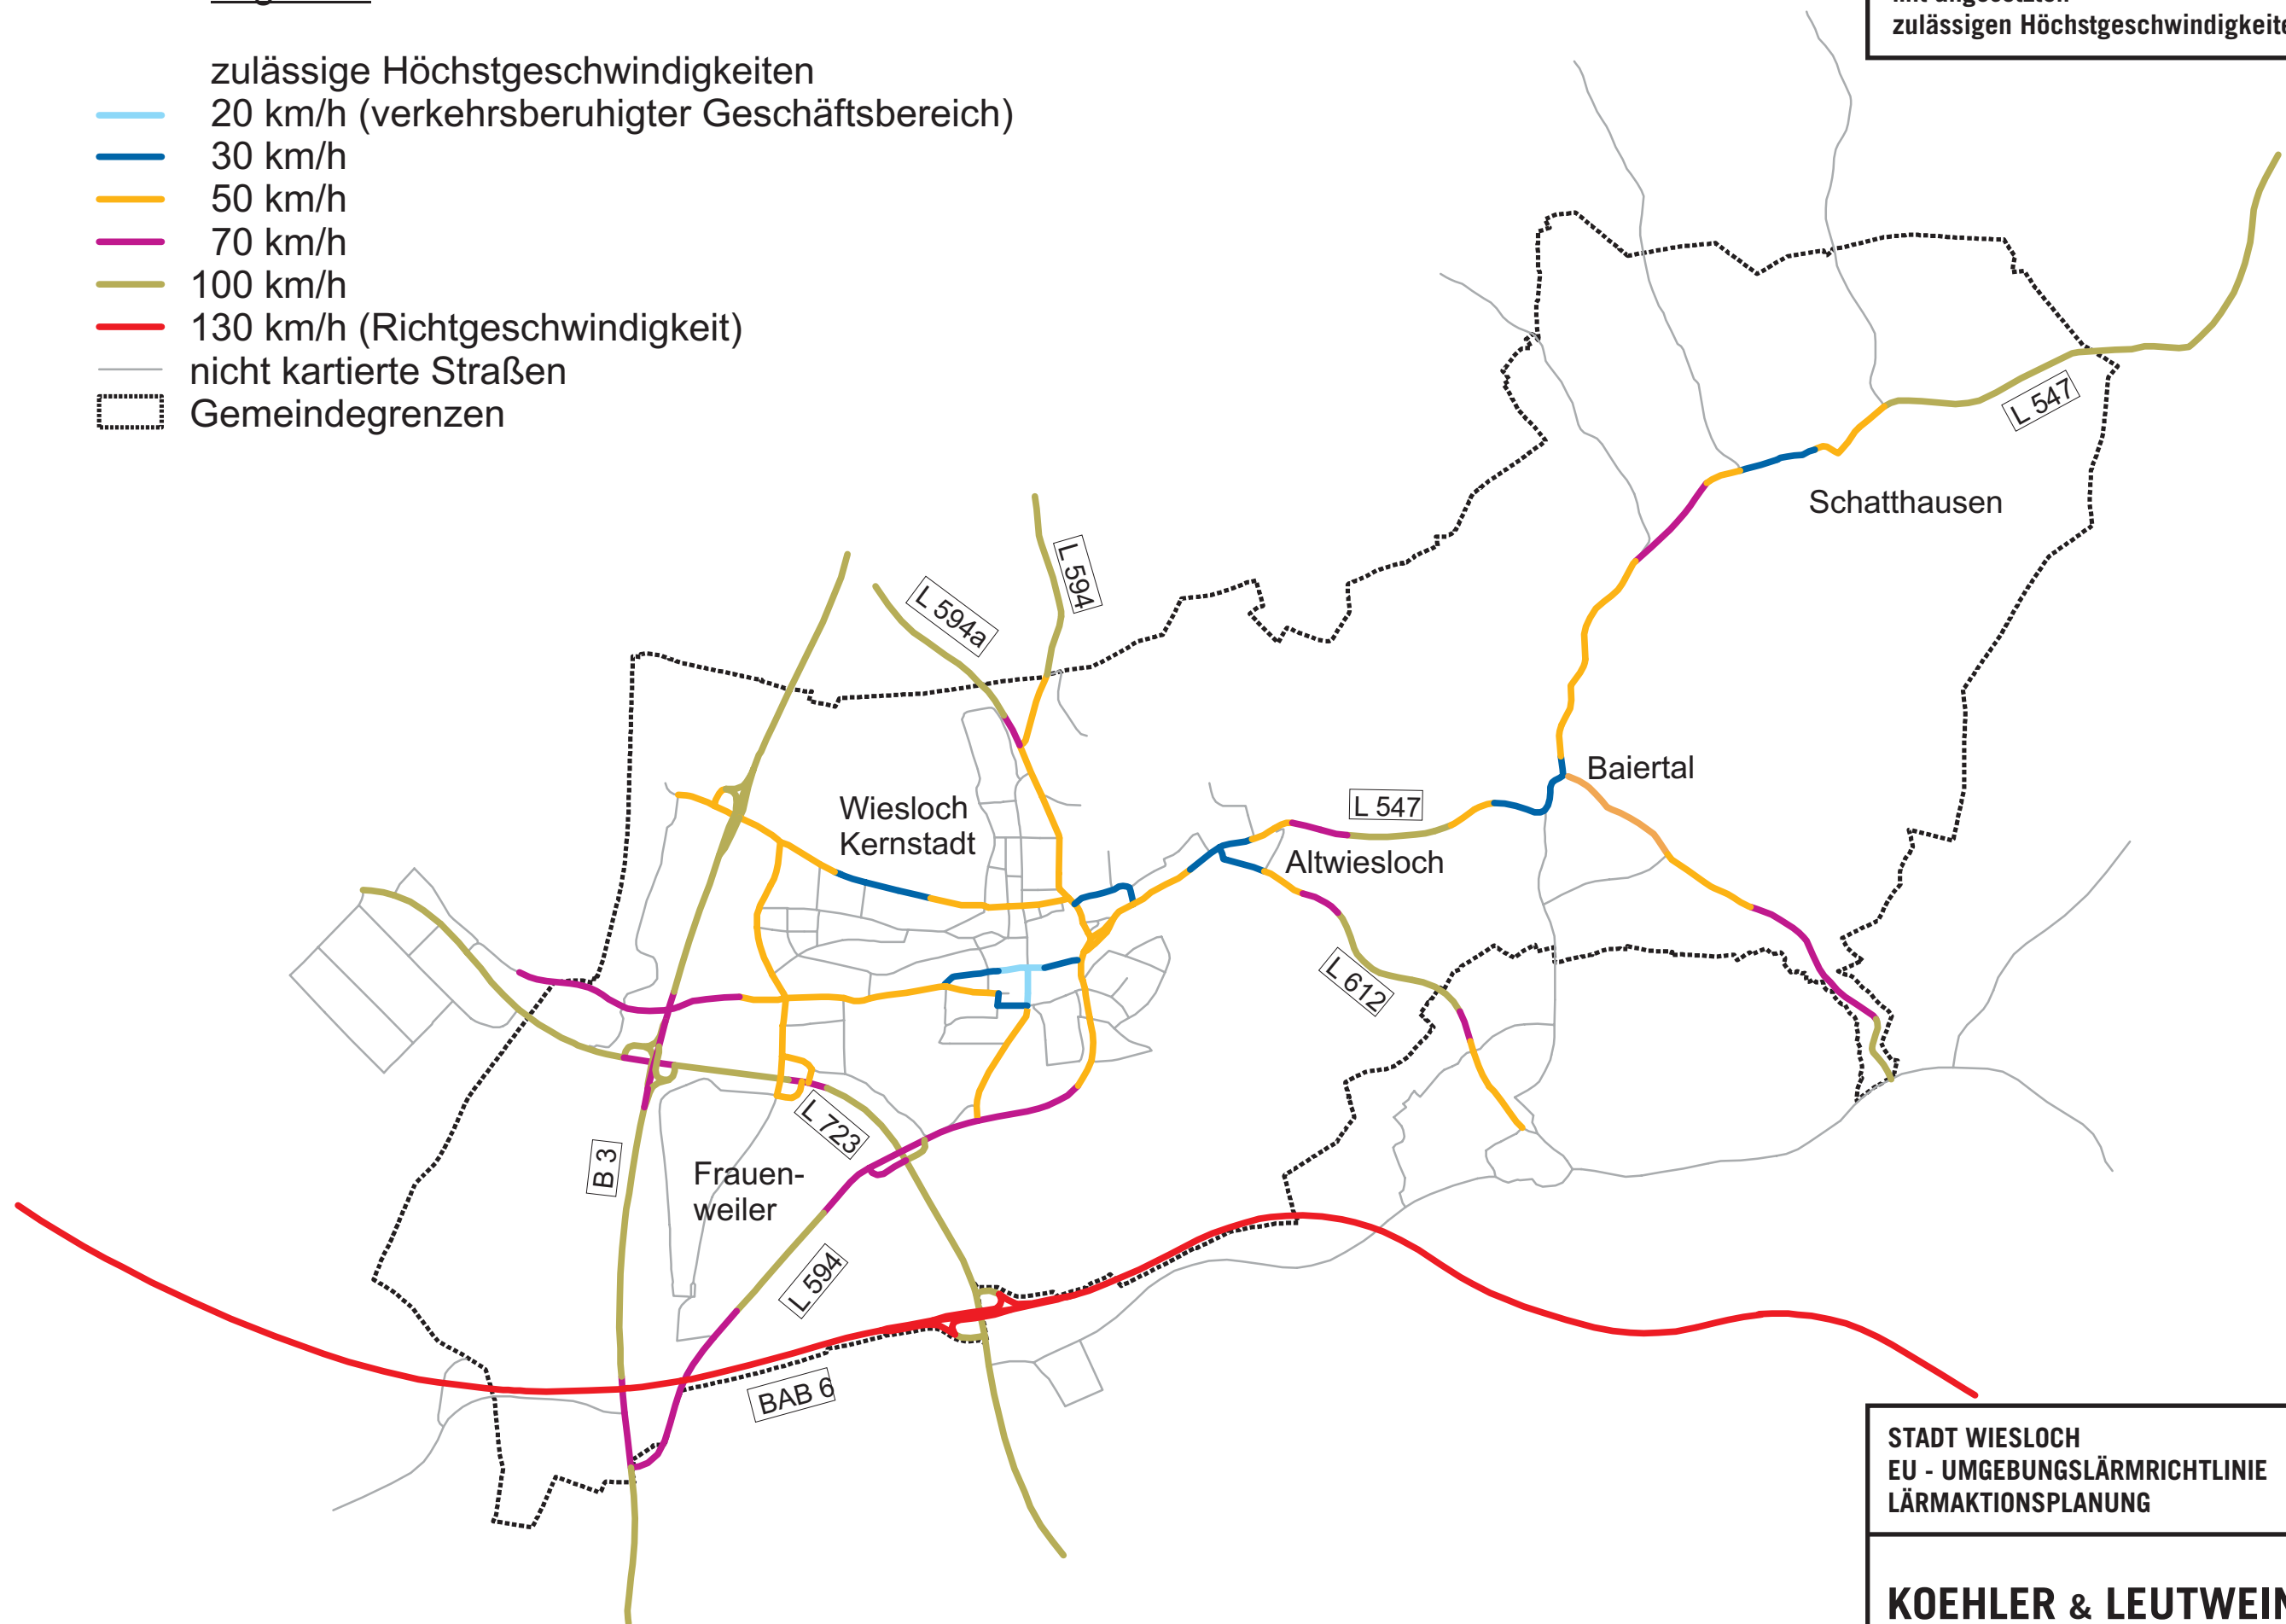 zulässigen Höchstgeschwindigkeite
zulässige Höchstgeschwindigkeiten
20 km/h (verkehrsberuhigter Geschäftsbereich)
30 km/h
50 km/h
70 km/h
100 km/h
130 km/h (Richtgeschwindigkeit)
nicht kartierte Straßen
Gemeindegrenzen
L 547
Schatthausen
L 594
L 594a
Baiertal
Wiesloch
Kernstadt
L 547
Altwiesloch
L 612
L 723
B 3
Frauen-
weiler
L 594
BAB 6
STADT WIESLOCH
EU - UMGEBUNGSLÄRMRICHTLINIE
LÄRMAKTIONSPLANUNG
KOEHLER & LEUTWEIN